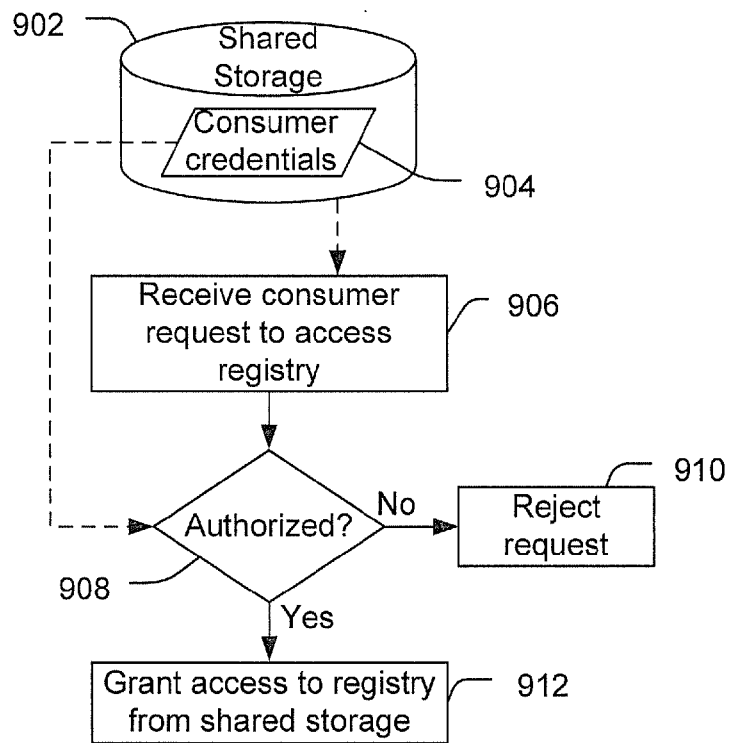 902
Shared
Storage
Consumer
credentials
904
Receive consumer
request to access
registry
906
Authorized?
No
910
Reject
request
908
Yes
Grant access to registry
from shared storage
912